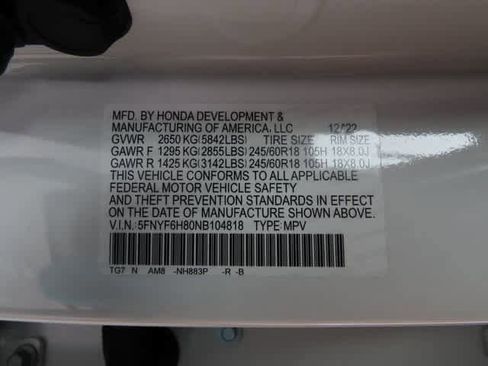 MFD. BY HONDA DEVELOPMENT &
MANUFACTURING OF AMERICA, LLC 12/22
GVWR 2650 KG(5842LBS) TIRE SIZE RIM SIZE
GAWR F 1295 KG(2855LBS) 245/60R18 105H 18X8.0J
GAWR R 1425 KG(3142LBS) 245/60R18 105H 18X8.0J
THIS VEHICLE CONFORMS TO ALL APPLICABLE
FEDERAL MOTOR VEHICLE SAFETY
AND THEFT PREVENTION STANDARDS IN EFFECT ON
THE DATE OF MANUFACTURE SHOWN ABOVE.
V.I.N.: 5FNYF6H80NB104818 TYPE: MPV
TG7 N AM8 -NH883P -R -B